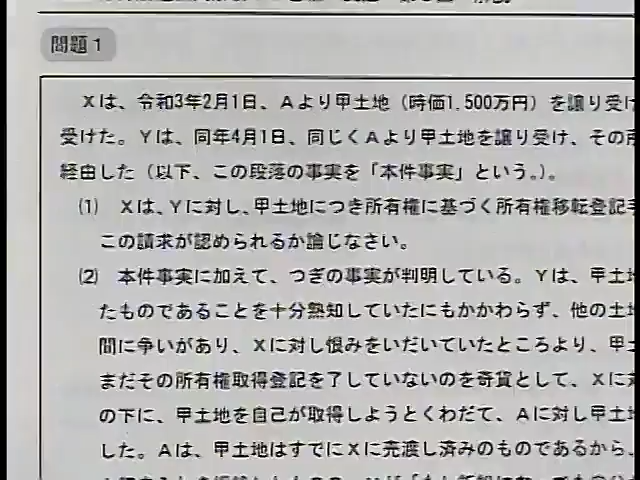 問題1
Xは、令和3年2月1日、Aより甲土地（時価1,500万円）を譲り受け
受けた。Yは、同年4月1日、同じくAより甲土地を譲り受け、その
経由した（以下、この段落の事実を「本件事実」という。）。
(1) Xは、Yに対し、甲土地につき所有権に基づく所有権移転登記
この請求が認められるか論じなさい。
(2) 本件事実に加えて、つぎの事実が判明している。Yは、甲土
たものであることを十分熟知していたにもかかわらず、他の土
間に争いがあり、Xに対し恨みをいだいていたところより、甲
まだその所有権取得登記を了していないのを奇貨として、Xに
の下に、甲土地を自己が取得しようとくわだて、Aに対し甲土
した。Aは、甲土地はすでにXに売渡し済みのものであるから、